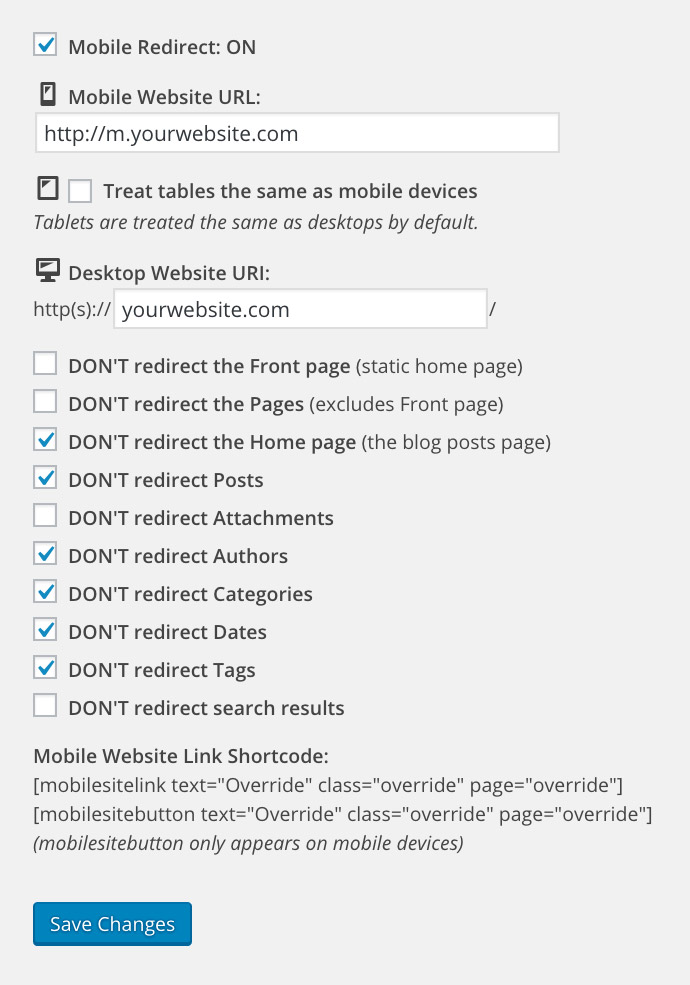 Mobile Redirect: ON
Mobile Website URL:
http://m.yourwebsite.com
Treat tables the same as mobile devices
Tablets are treated the same as desktops by default.
Desktop Website URI:
http(s):// yourwebsite.com /
DON'T redirect the Front page (static home page)
DON'T redirect the Pages (excludes Front page)
DON'T redirect the Home page (the blog posts page)
DON'T redirect Posts
DON'T redirect Attachments
DON'T redirect Authors
DON'T redirect Categories
DON'T redirect Dates
DON'T redirect Tags
DON'T redirect search results
Mobile Website Link Shortcode:
[mobilesitelink text="Override" class="override" page="override"]
[mobilesitebutton text="Override" class="override" page="override"]
(mobilesitebutton only appears on mobile devices)
Save Changes